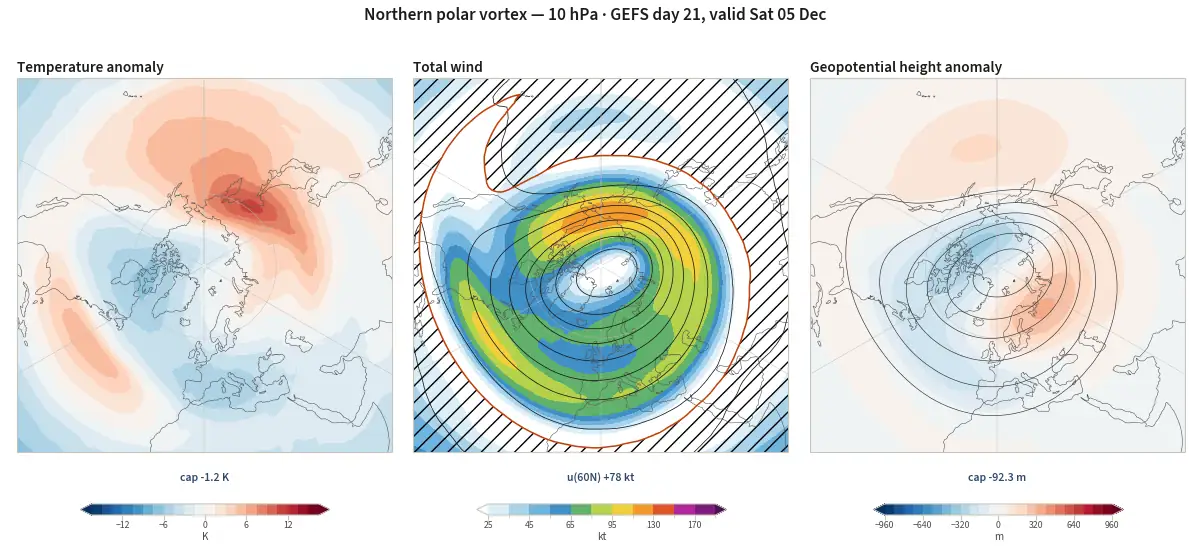 Northern polar vortex — 10 hPa · GEFS day 21, valid Sat 05 Dec
Temperature anomaly
Total wind
Geopotential height anomaly
cap -1.2 K
u(60N) +78 kt
cap -92.3 m
−12 −6 0 6 12
K
25 45 65 95 130 170
kt
−960 −640 −320 0 320 640 960
m